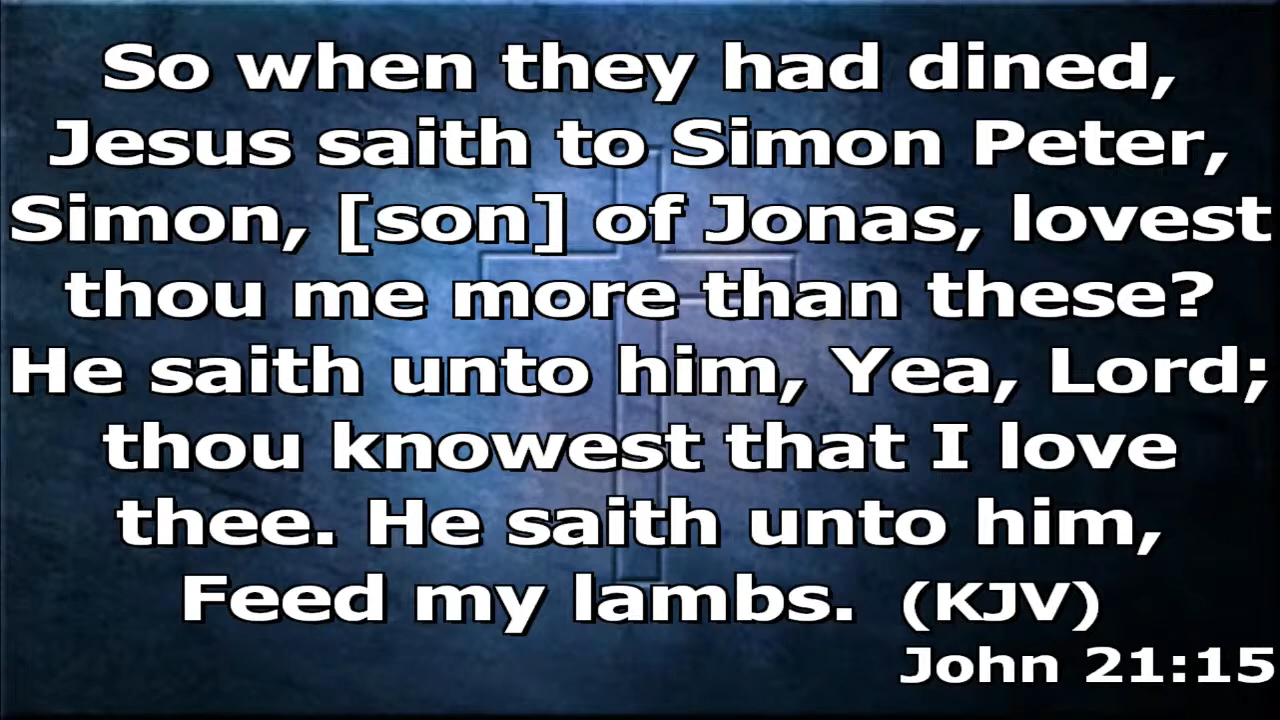 So when they had dined,
Jesus saith to Simon Peter,
Simon, [son] of Jonas, lovest
thou me more than these?
He saith unto him, Yea, Lord;
thou knowest that I love
thee. He saith unto him,
Feed my lambs. (KJV)
John 21:15